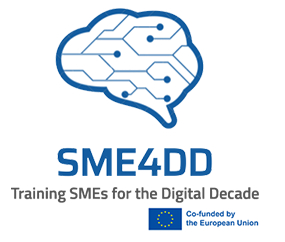 SME4DD
Training SMEs for the Digital Decade
Co-funded by
the European Union